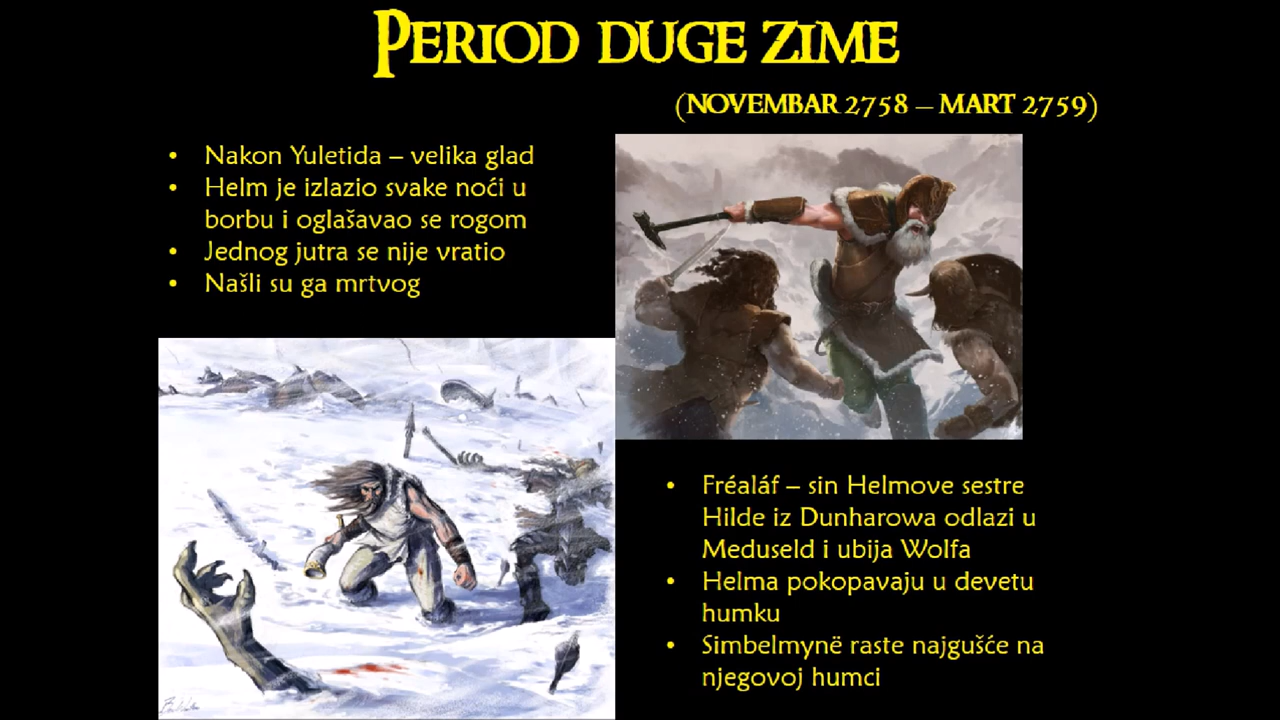 PERIOD DUGE ZIME
(NOVEMBAR 2758 – MART 2759)
• Nakon Yuletida – velika glad
• Helm je izlazio svake noći u
borbu i oglašavao se rogom
• Jednog jutra se nije vratio
• Našli su ga mrtvog
• Fréaláf – sin Helmove sestre
Hilde iz Dunharowa odlazi u
Meduseld i ubija Wolfa
• Helma pokopavaju u devetu
humku
• Simbelmynë raste najgušće na
njegovoj humci